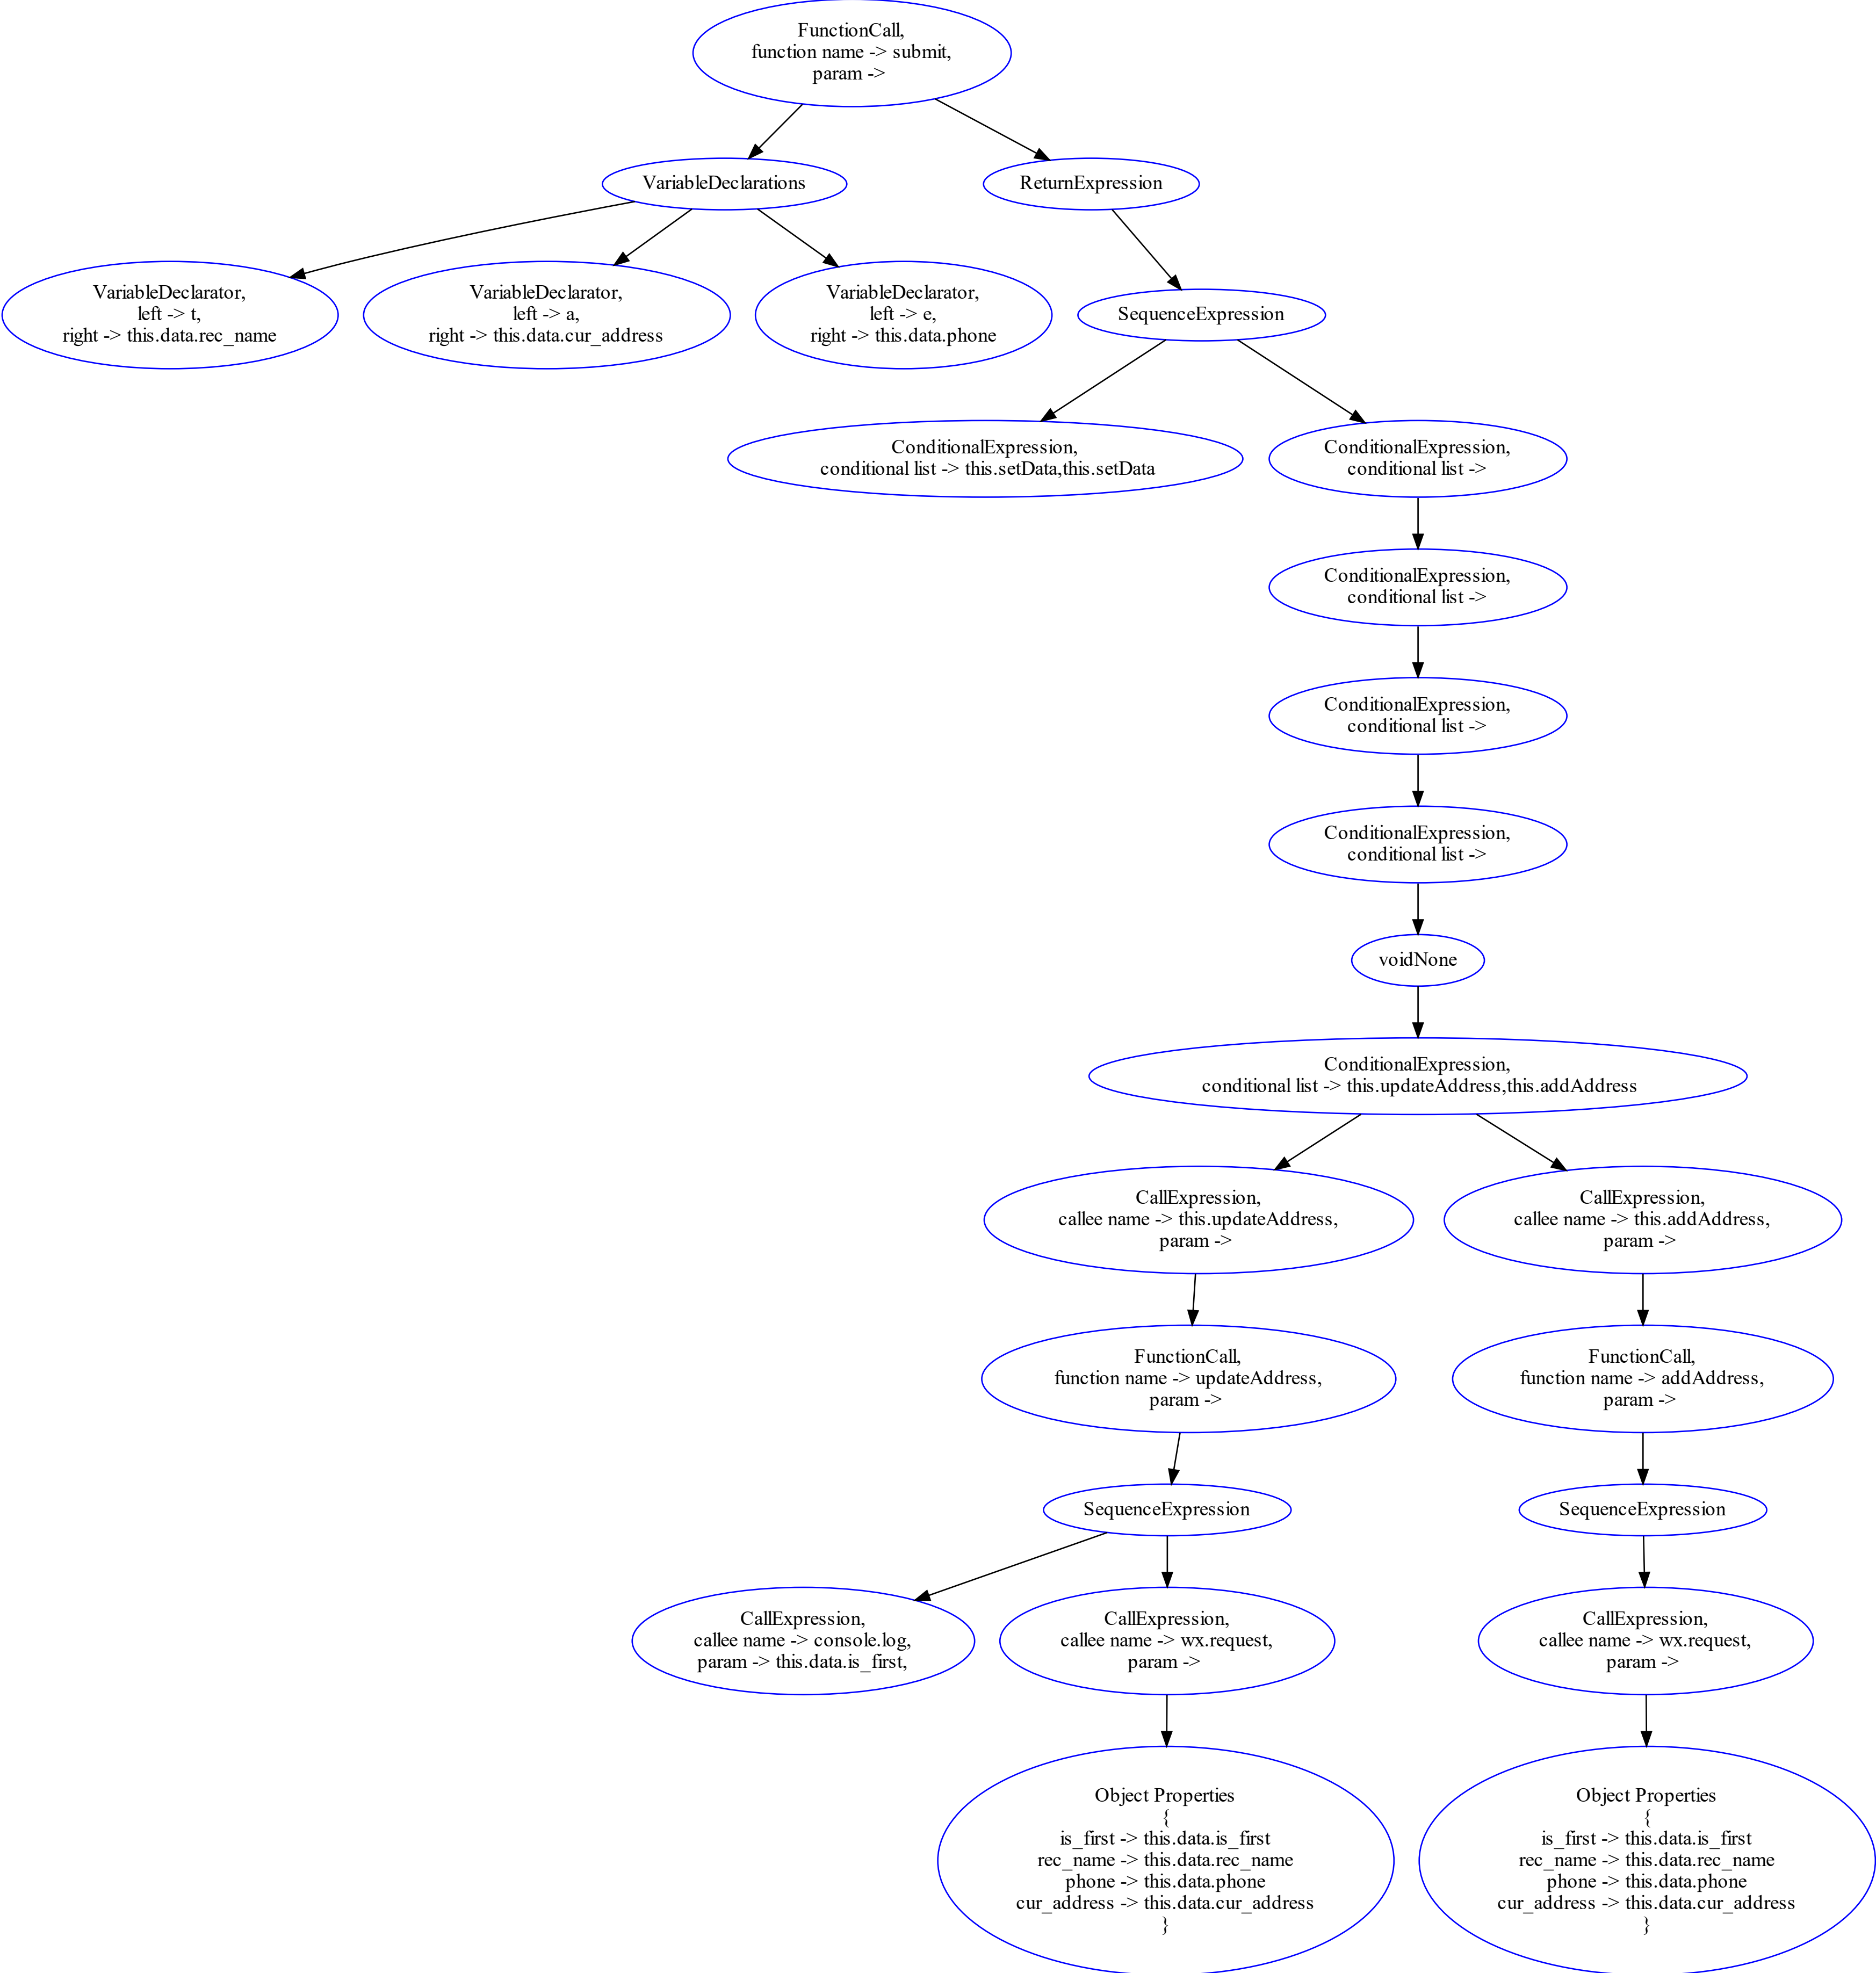 FunctionCall,
function name -> submit,
param ->
VariableDeclarations
ReturnExpression
VariableDeclarator,
left -> t,
right -> this.data.rec_name
VariableDeclarator,
left -> a,
right -> this.data.cur_address
VariableDeclarator,
left -> e,
right -> this.data.phone
SequenceExpression
ConditionalExpression,
conditional list -> this.setData,this.setData
ConditionalExpression,
conditional list ->
ConditionalExpression,
conditional list ->
ConditionalExpression,
conditional list ->
ConditionalExpression,
conditional list ->
voidNone
ConditionalExpression,
conditional list -> this.updateAddress,this.addAddress
CallExpression,
callee name -> this.updateAddress,
param ->
CallExpression,
callee name -> this.addAddress,
param ->
FunctionCall,
function name -> updateAddress,
param ->
FunctionCall,
function name -> addAddress,
param ->
SequenceExpression
SequenceExpression
CallExpression,
callee name -> console.log,
param -> this.data.is_first,
CallExpression,
callee name -> wx.request,
param ->
CallExpression,
callee name -> wx.request,
param ->
Object Properties
{
is_first -> this.data.is_first
rec_name -> this.data.rec_name
phone -> this.data.phone
cur_address -> this.data.cur_address
}
Object Properties
{
is_first -> this.data.is_first
rec_name -> this.data.rec_name
phone -> this.data.phone
cur_address -> this.data.cur_address
}